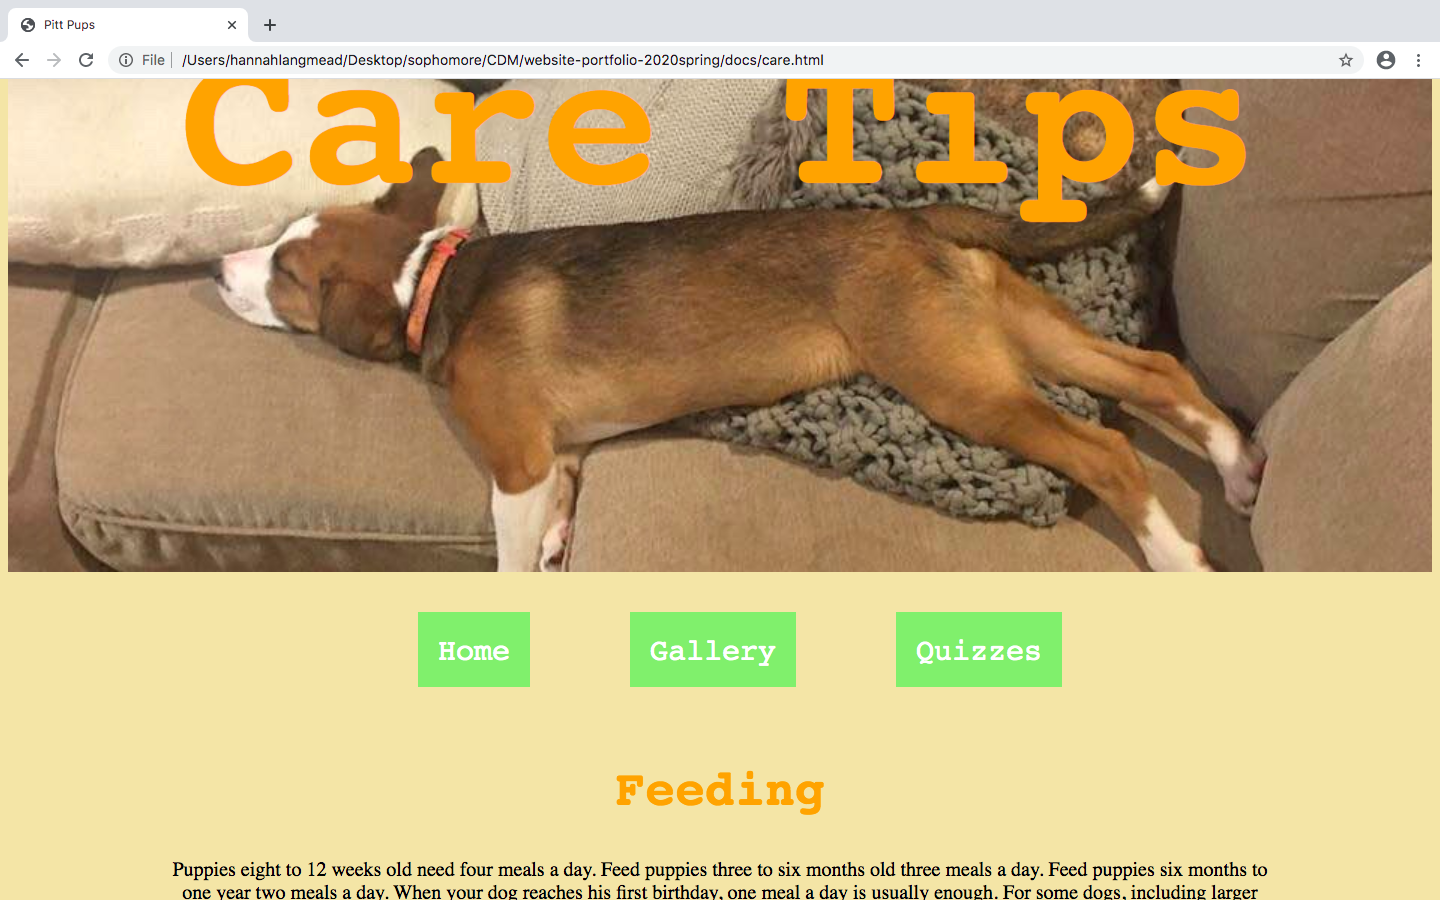 Pitt Pups
File
/Users/hannahlangmead/Desktop/sophomore/CDM/website-portfolio-2020spring/docs/care.html
Care Tips
Home
Gallery
Quizzes
Feeding
Puppies eight to 12 weeks old need four meals a day. Feed puppies three to six months old three meals a day. Feed puppies six months to
one year two meals a day. When your dog reaches his first birthday, one meal a day is usually enough. For some dogs, including larger